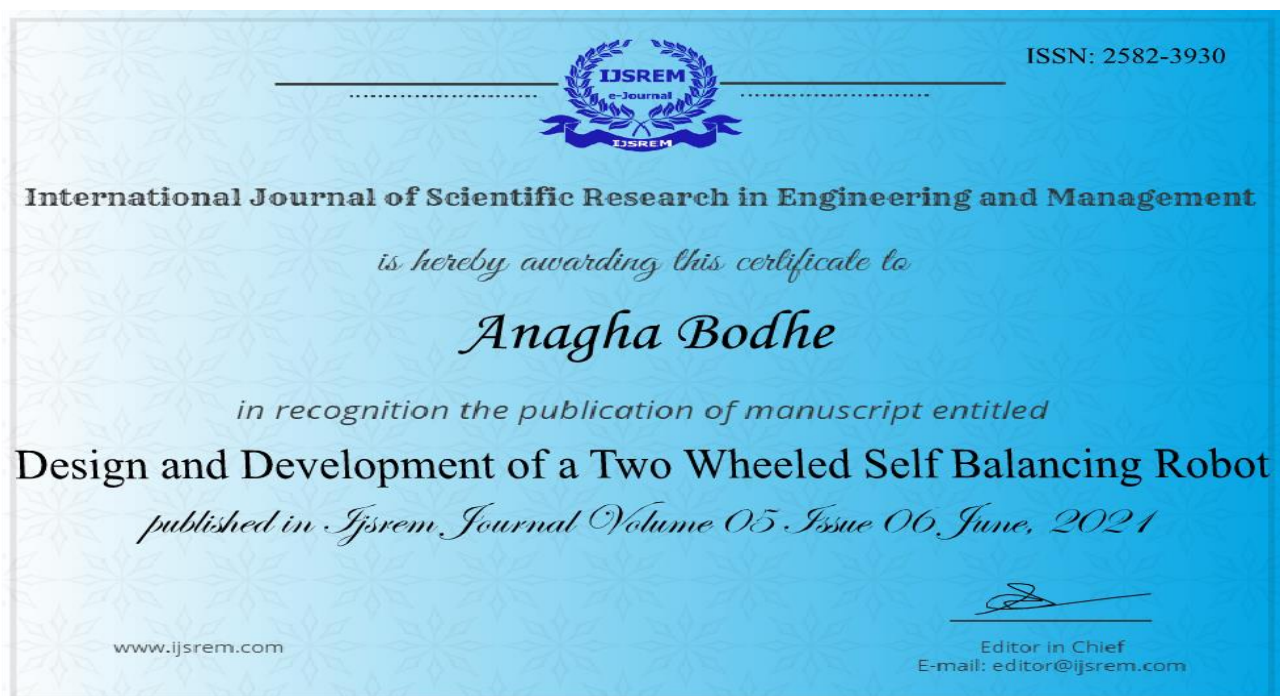 ISSN: 2582-3930
IJSREM
e-Journal
IJSREM
International Journal of Scientific Research in Engineering and Management
is hereby awarding this certificate to
Anagha Bodhe
in recognition the publication of manuscript entitled
Design and Development of a Two Wheeled Self Balancing Robot
published in Ijsrem Journal Volume 05 Issue 06 June, 2021
www.ijsrem.com
Editor in Chief
E-mail: editor@ijsrem.com